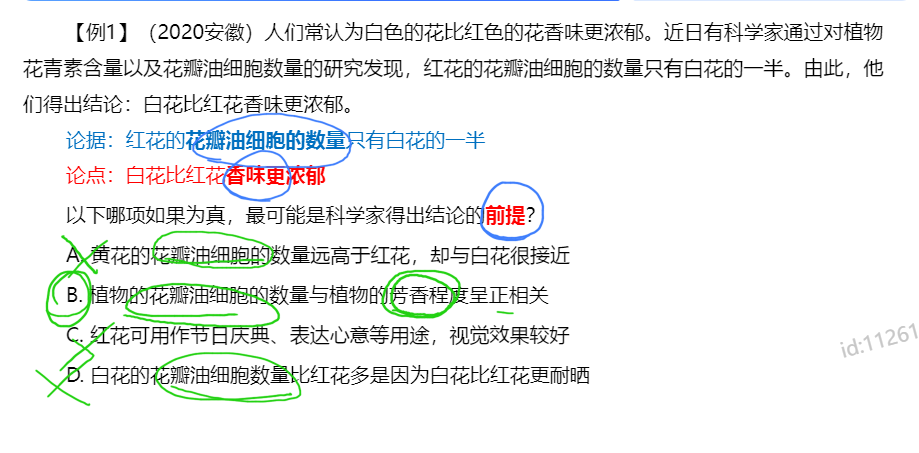 【例1】（2020安徽）人们常认为白色的花比红色的花香味更浓郁。近日有科学家通过对植物
花青素含量以及花瓣油细胞数量的研究发现，红花的花瓣油细胞的数量只有白花的一半。由此，他
们得出结论：白花比红花香味更浓郁。
论据：红花的花瓣油细胞的数量只有白花的一半
论点：白花比红花香味更浓郁
以下哪项如果为真，最可能是科学家得出结论的前提？
A. 黄花的花瓣油细胞的数量远高于红花，却与白花很接近
B. 植物的花瓣油细胞的数量与植物的芳香程度呈正相关
C. 红花可用作节日庆典、表达心意等用途，视觉效果较好
D. 白花的花瓣油细胞数量比红花多是因为白花比红花更耐晒
id:11261